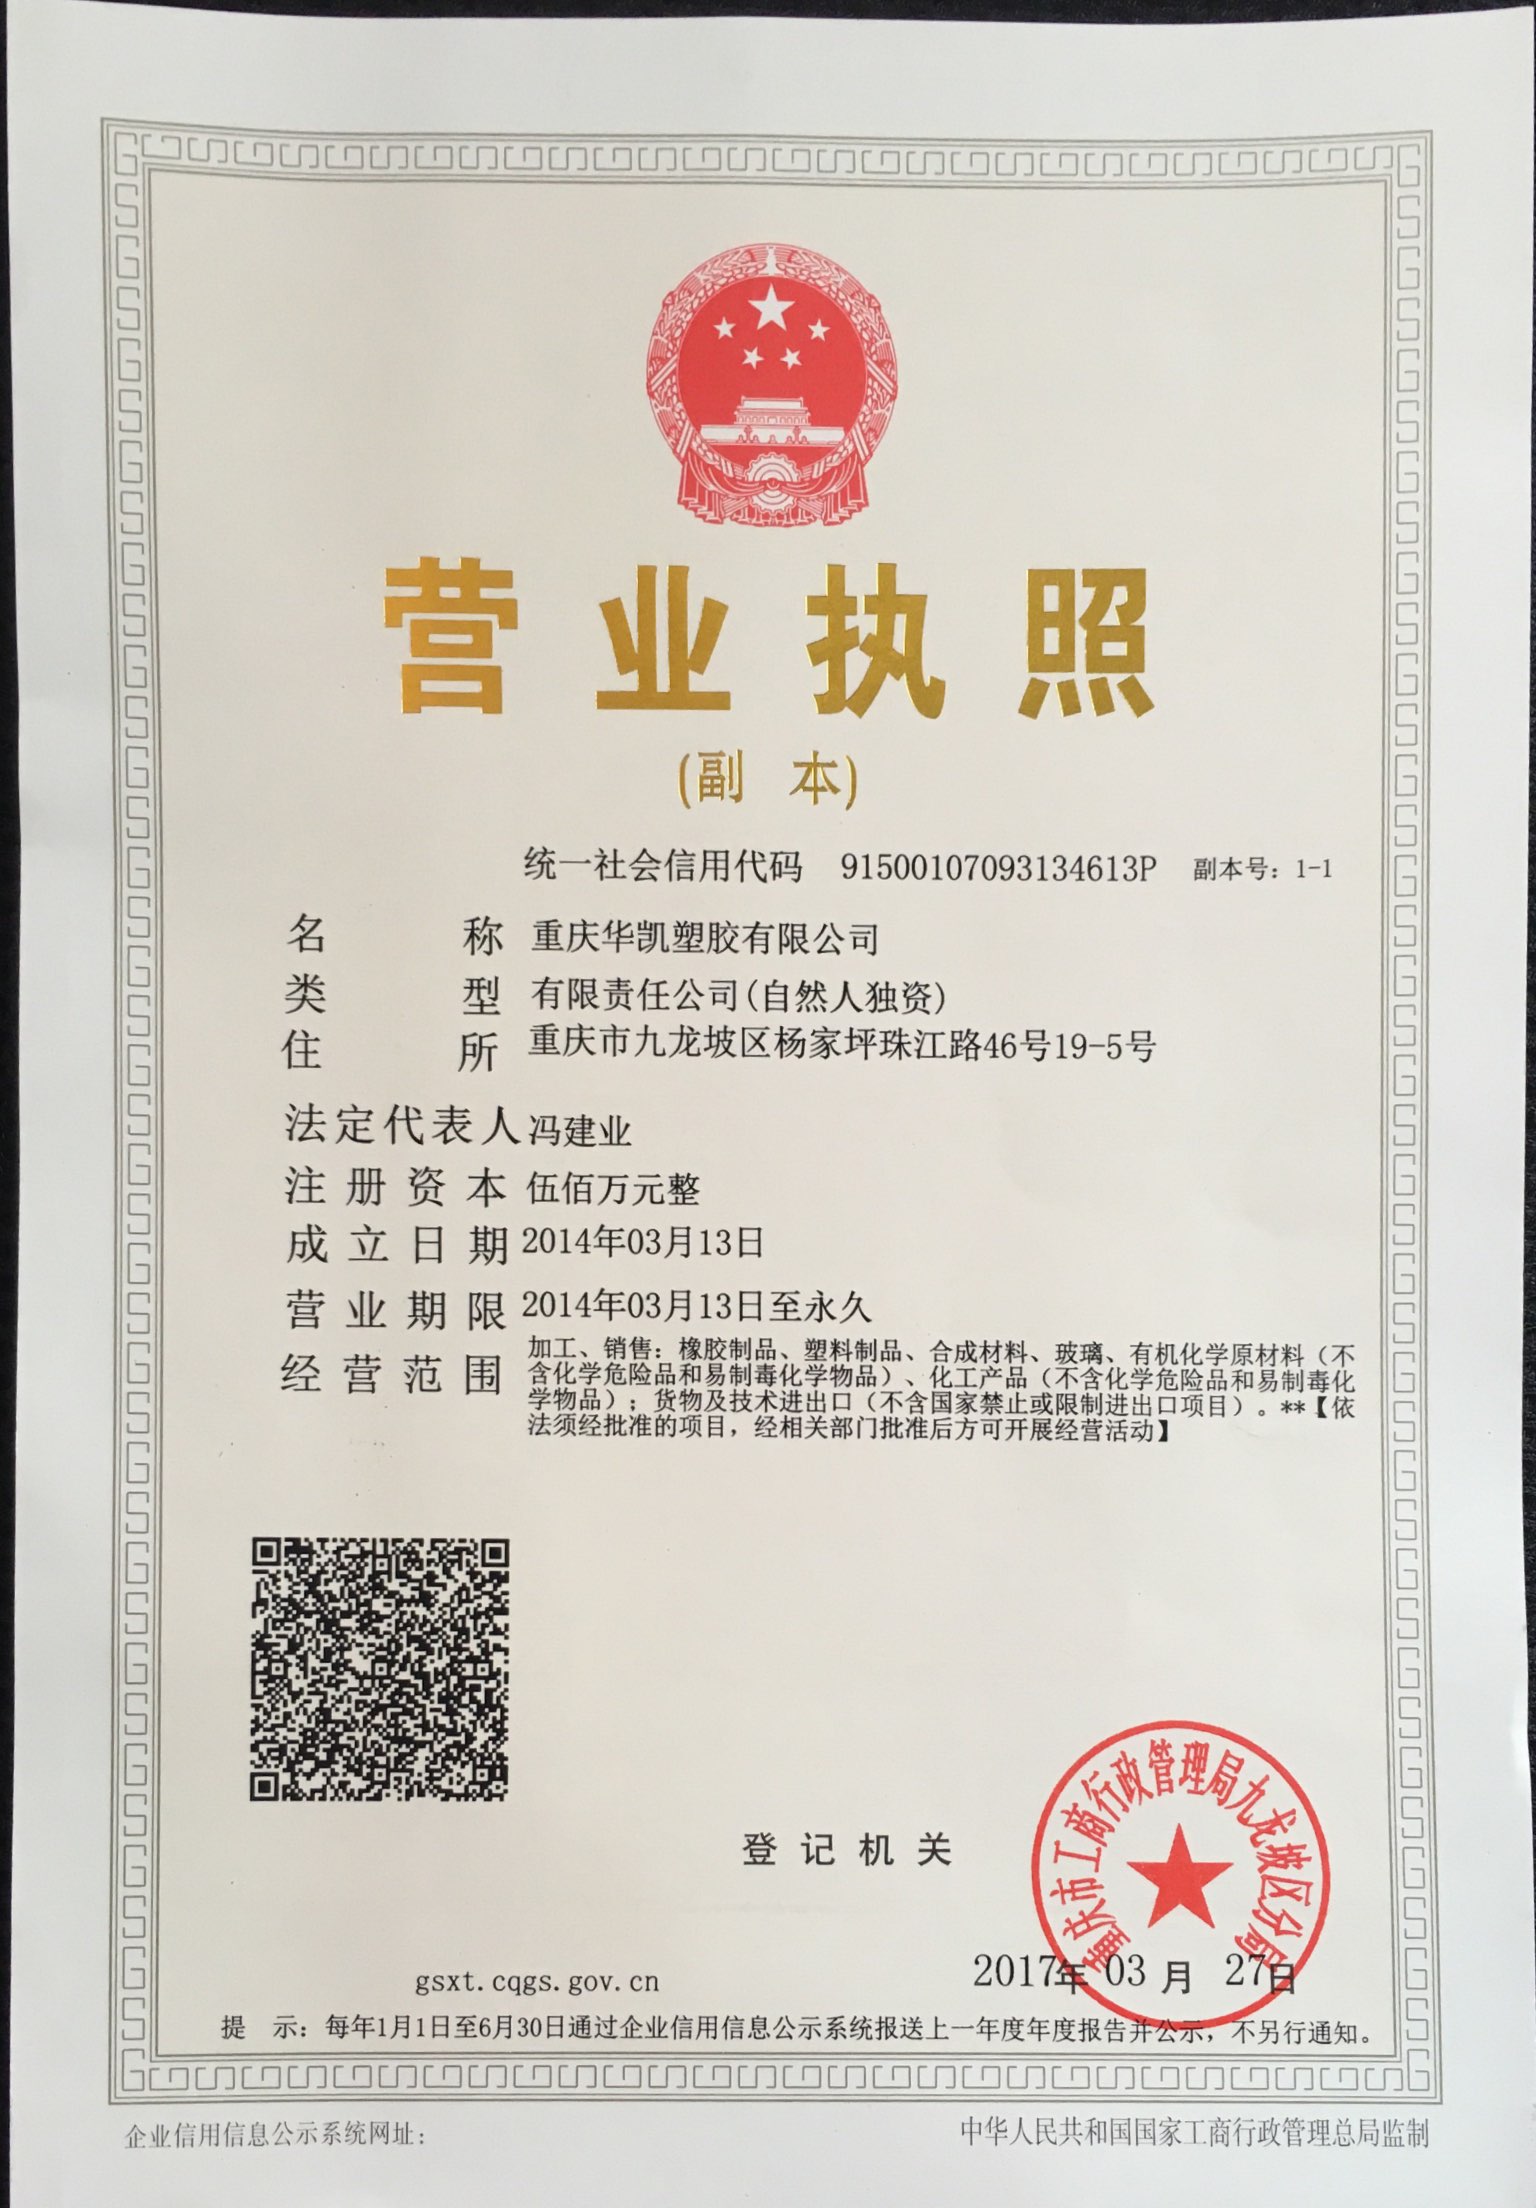 营业执照
(副 本)
统一社会信用代码 91500107093134613P 副本号：1-1
名称 重庆华凯塑胶有限公司
类型 有限责任公司(自然人独资)
住所 重庆市九龙坡区杨家坪珠江路46号19-5号
法定代表人 冯建业
注册资本 伍佰万元整
成立日期 2014年03月13日
营业期限 2014年03月13日至永久
经营范围 加工、销售：橡胶制品、塑料制品、合成材料、玻璃、有机化学原材料（不
含化学危险品和易制毒化学物品）、化工产品（不含化学危险品和易制毒化
学物品）；货物及技术进出口（不含国家禁止或限制进出口项目）。**【依
法须经批准的项目，经相关部门批准后方可开展经营活动】
重庆市工商行政管理局九龙坡区分局
登记机关
2017年 03 月 27日
gsxt.cqgs.gov.cn
提 示：每年1月1日至6月30日通过企业信用信息公示系统报送上一年度年度报告并公示，不另行通知。
企业信用信息公示系统网址：
中华人民共和国国家工商行政管理总局监制